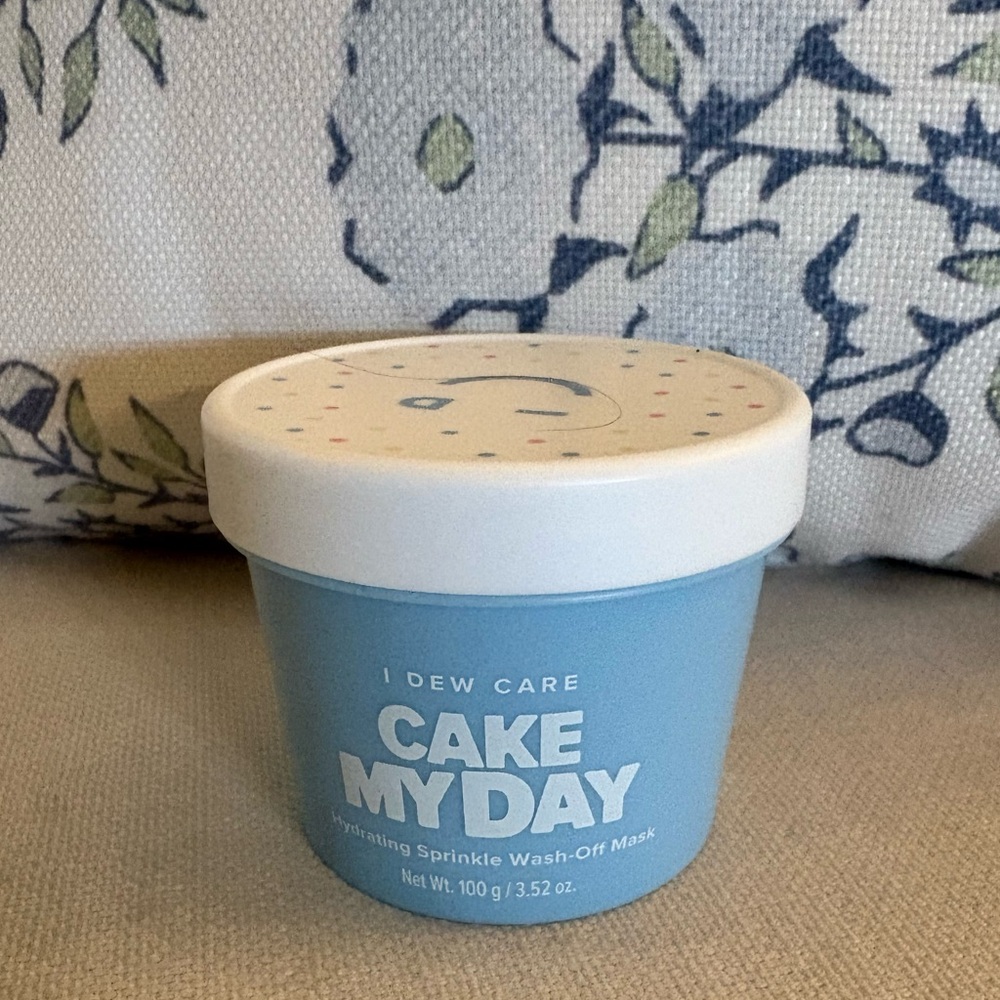 I DEW CARE
CAKE
MY DAY
Hydrating Sprinkle Wash-Off Mask
Net Wt. 100 g / 3.52 oz.